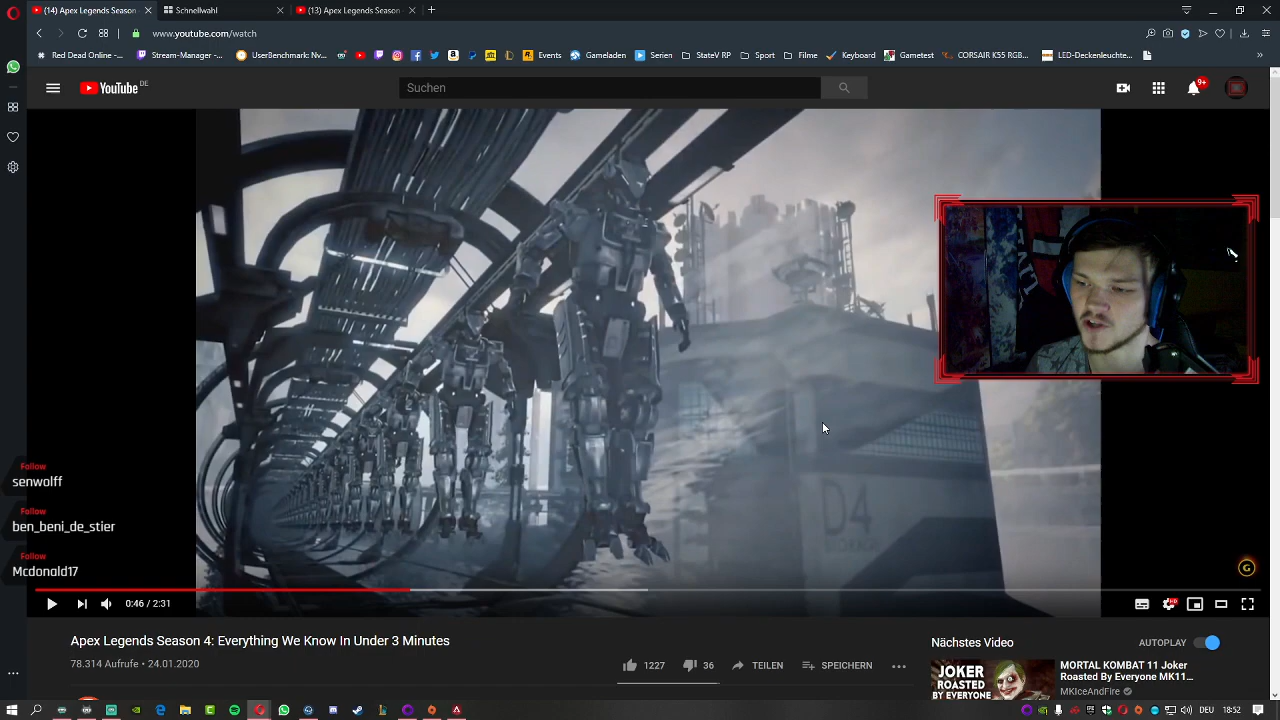 (14) Apex Legends Season
Schnellwahl
(13) Apex Legends Season
www.youtube.com/watch
Red Dead Online
Stream-Manager -...
UserBenchmark: Nv...
Events
Gameladen
Serien
StateV RP
Sport
Filme
Keyboard
Gametest
CORSAIR K55 RGB...
LED-Deckenleuchte...
YouTube DE
Suchen
9+
D4
Follow
senwolff
Follow
ben_beni_de_stier
Follow
Mcdonald17
G
0:46 / 2:31
HD
Apex Legends Season 4: Everything We Know In Under 3 Minutes
78.314 Aufrufe • 24.01.2020
1227
36
TEILEN
SPEICHERN
Nächstes Video
AUTOPLAY
JOKER
ROASTED
BY EVERYONE
MORTAL KOMBAT 11 Joker
Roasted By Everyone MK11...
MKIceAndFire
DEU
18:52